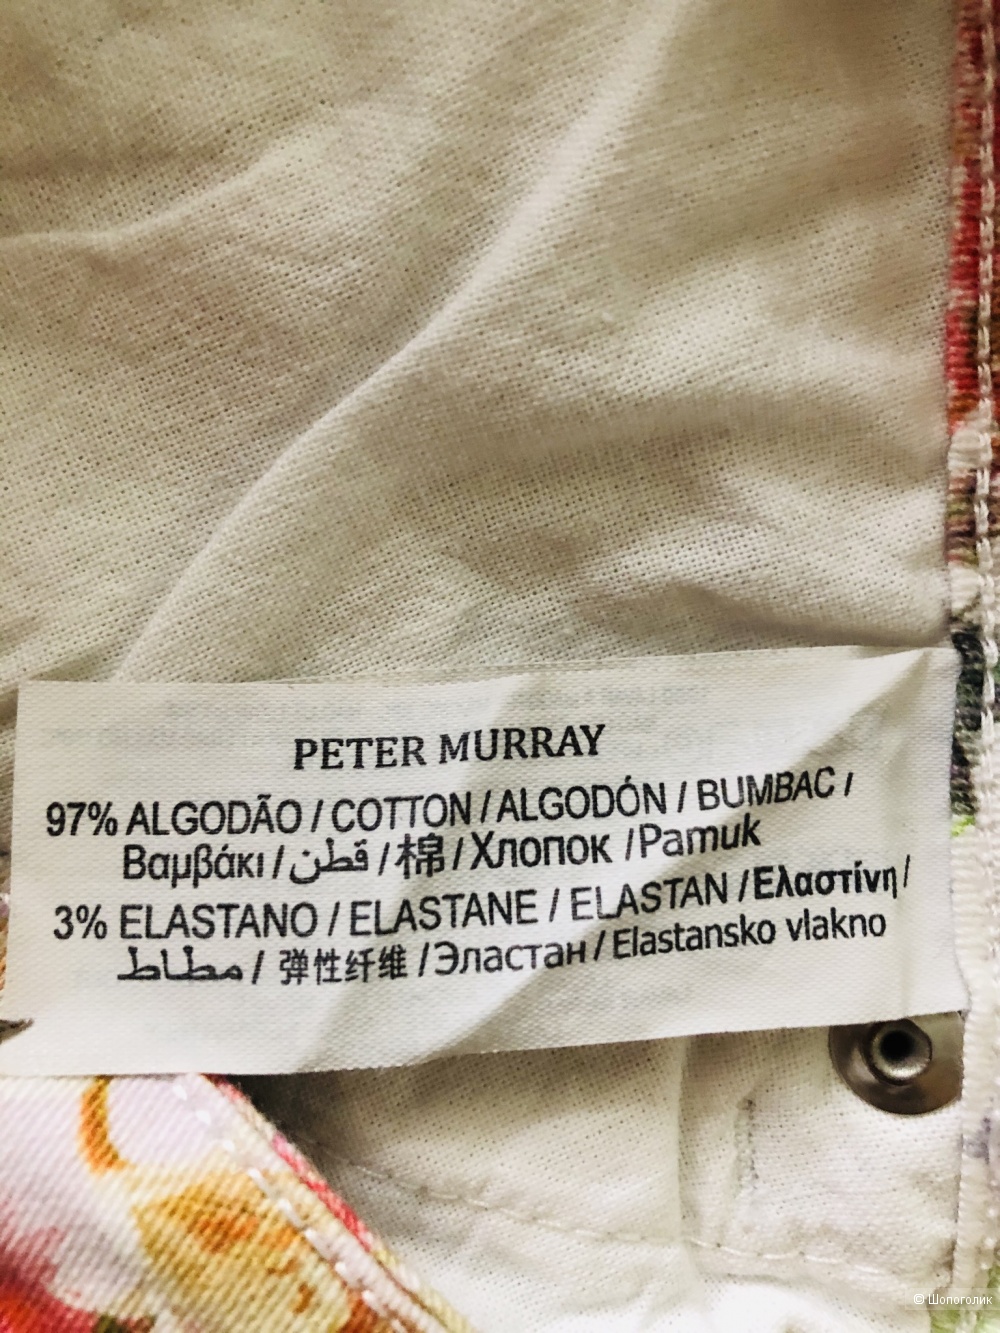 PETER MURRAY
97% ALGODÃO / COTTON / ALGODÓN / BUMBAC /
Βαμβάκι / قطن / 棉 / Хлопок / Pamuk
3% ELASTANO / ELASTANE / ELASTAN / Ελαστίνη /
مطاط / 弹性纤维 / Эластан / Elastansko vlakno
© Шопоголик